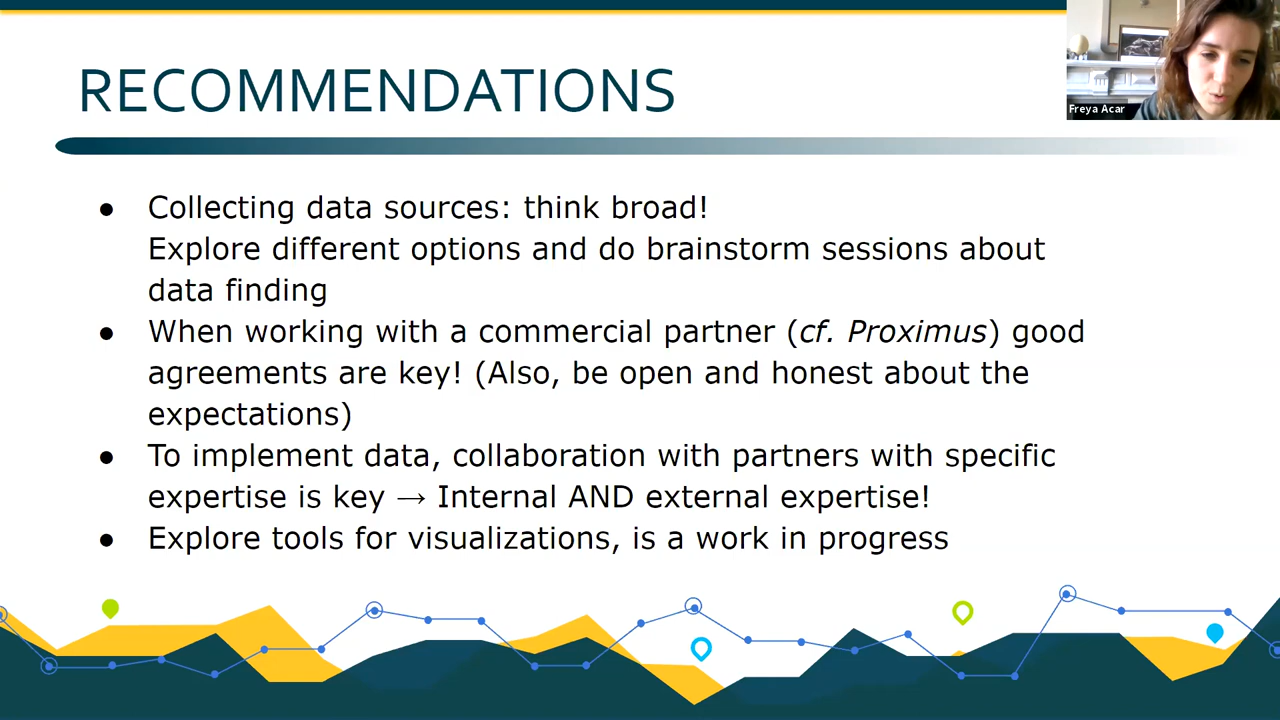 RECOMMENDATIONS
Freya Acar
● Collecting data sources: think broad!
Explore different options and do brainstorm sessions about
data finding
● When working with a commercial partner (cf. Proximus) good
agreements are key! (Also, be open and honest about the
expectations)
● To implement data, collaboration with partners with specific
expertise is key → Internal AND external expertise!
● Explore tools for visualizations, is a work in progress